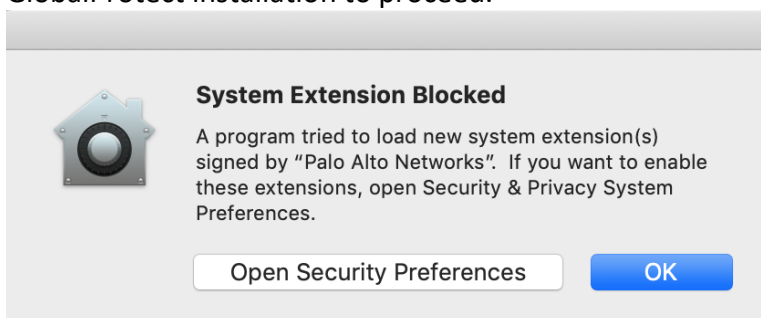 installation to proceed.
System Extension Blocked
A program tried to load new system extension(s)
signed by “Palo Alto Networks”.  If you want to enable
these extensions, open Security & Privacy System
Preferences.
Open Security Preferences
OK